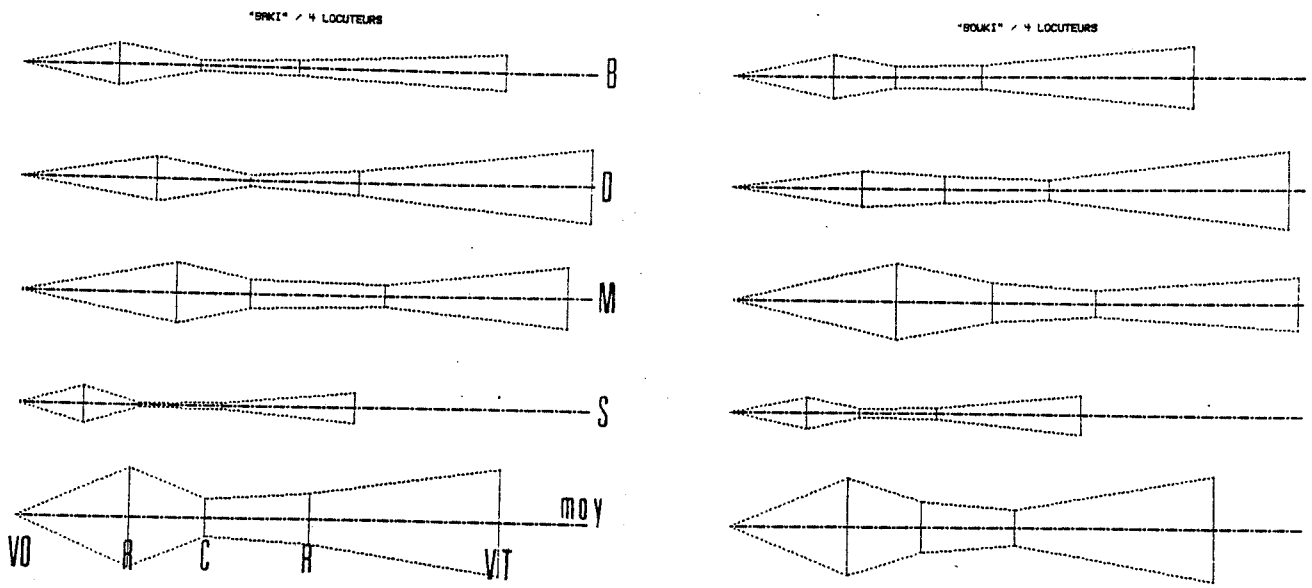 "BAKI" / 4 LOCUTEURS
"BOUKI" / 4 LOCUTEURS
B
D
M
S
moy
VO R C R VIT